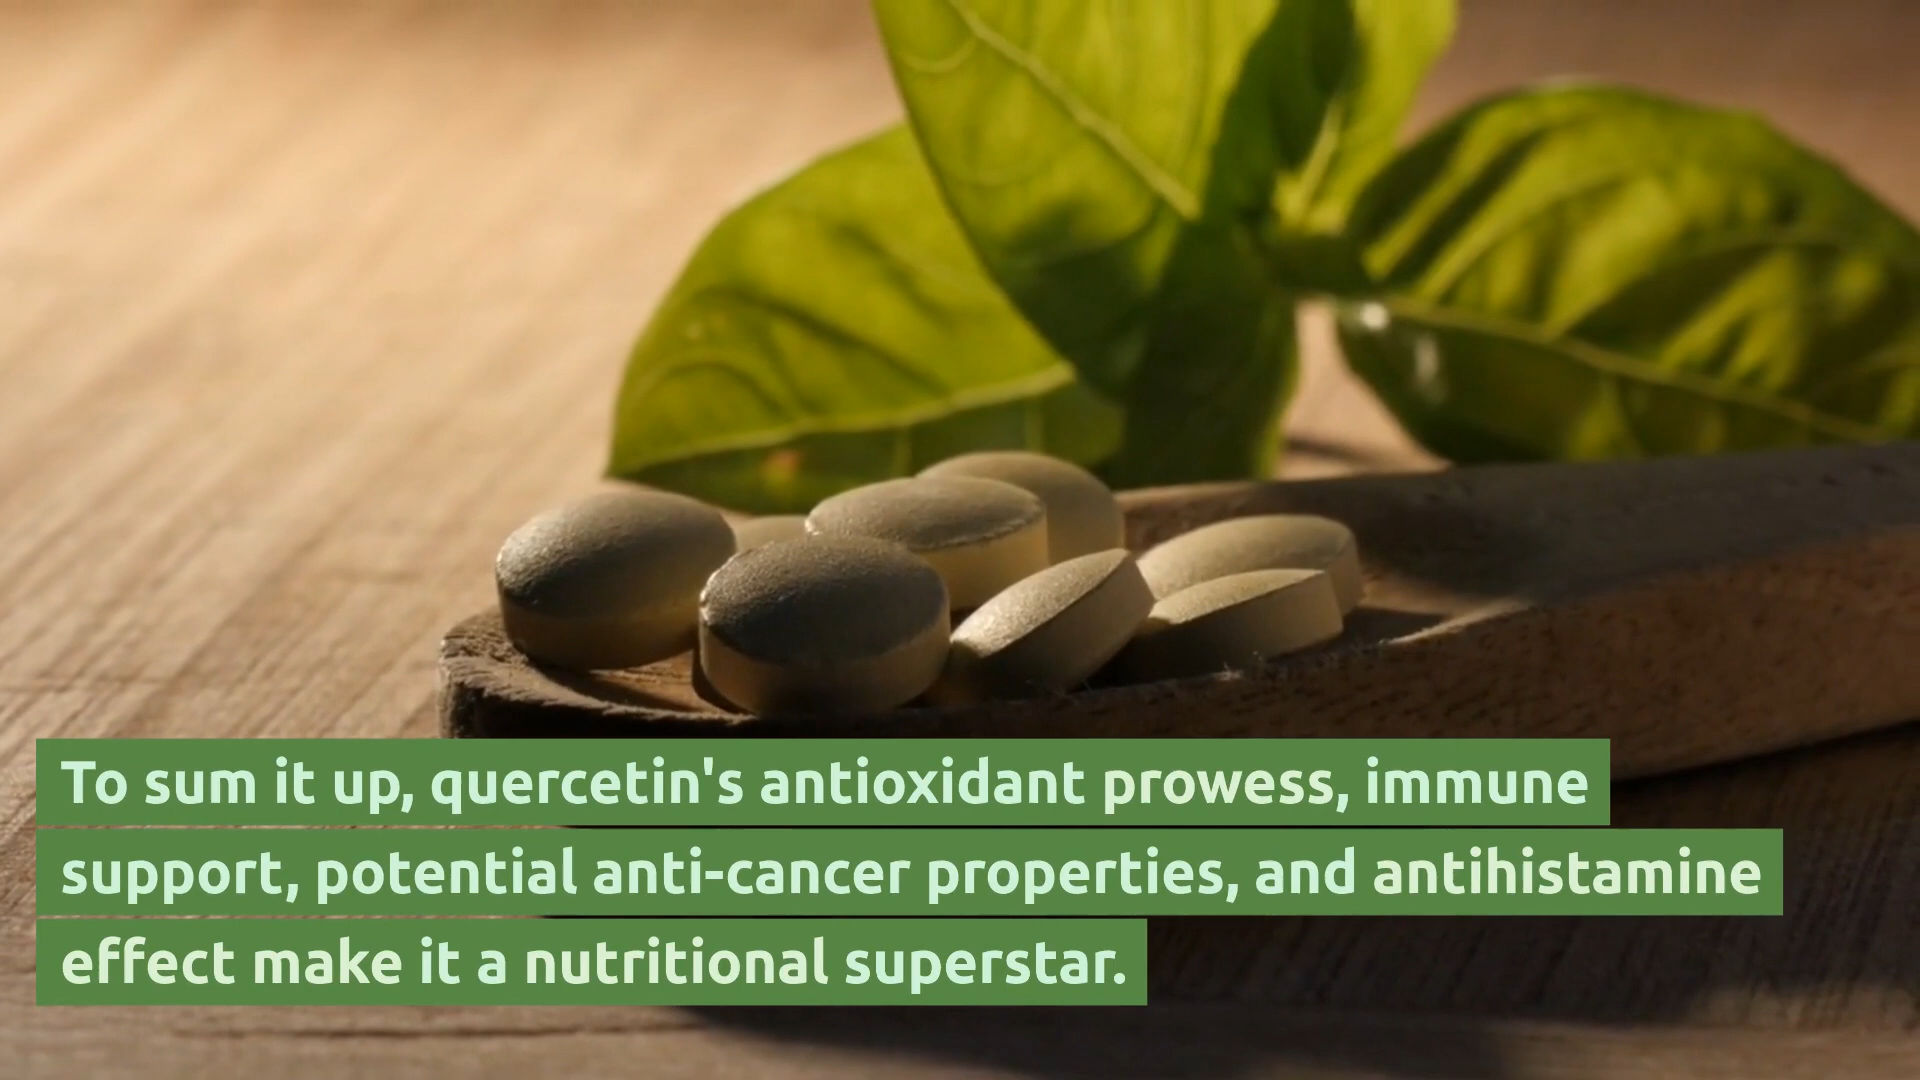 To sum it up, quercetin's antioxidant prowess, immune
support, potential anti-cancer properties, and antihistamine
effect make it a nutritional superstar.